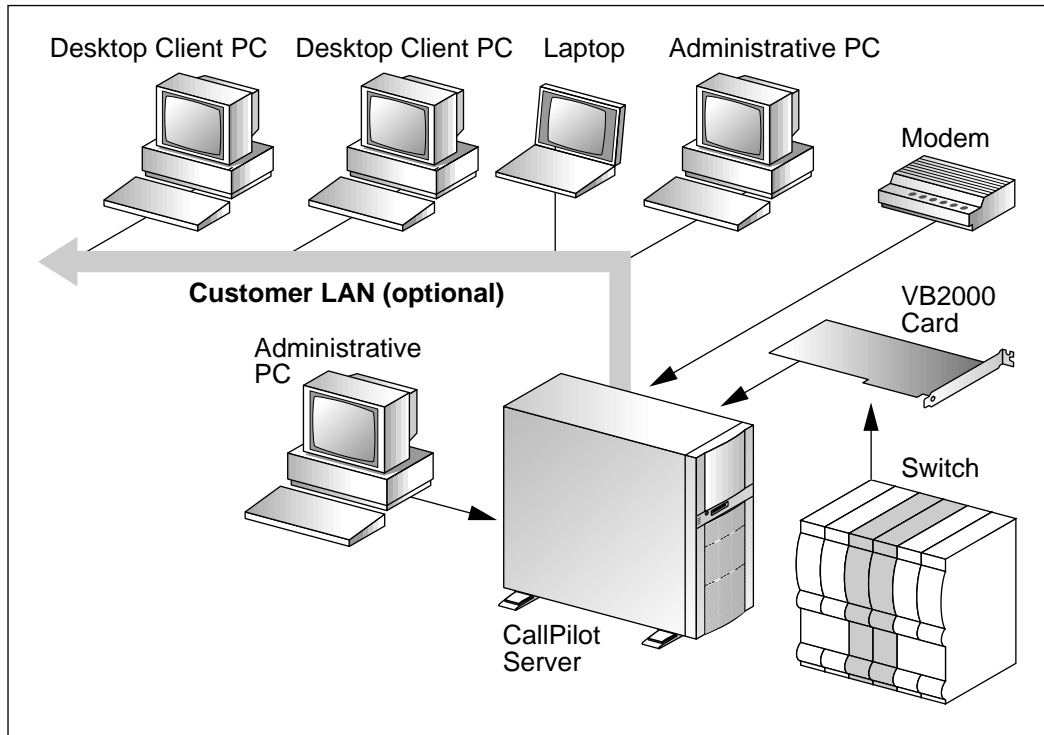 Desktop Client PC
Desktop Client PC
Laptop
Administrative PC
Modem
Customer LAN (optional)
VB2000
Card
Administrative
PC
Switch
CallPilot
Server